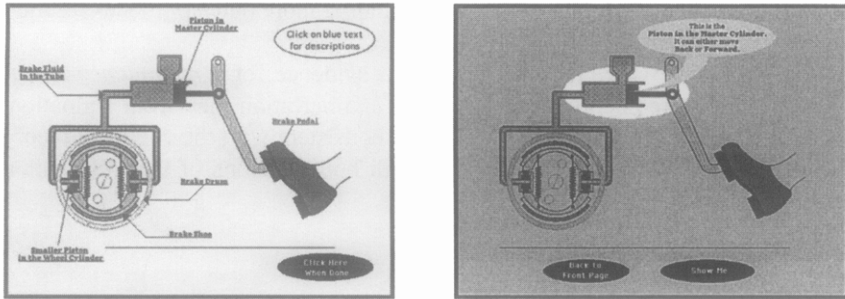 Piston in
Master Cylinder
Click on blue text
for descriptions
Brake Fluid
in the Tube
Brake Pedal
Brake Drum
Brake Shoe
Smaller Piston
in the Wheel Cylinder
Click Here
When Done
This is the
Piston in the Master Cylinder.
It can either move
Back or Forward.
Back to
Front Page
Show Me